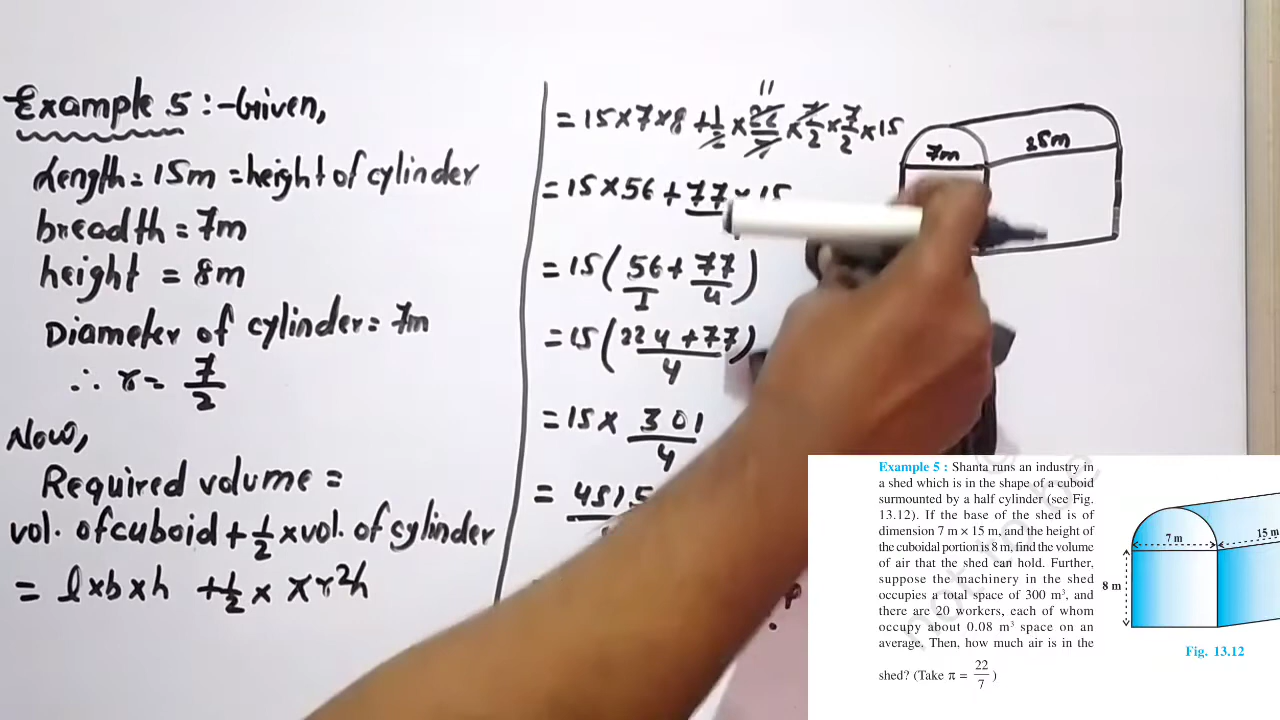 Example 5 :- Given,
Length = 15m = height of cylinder
breadth = 7m
height = 8m
Diameter of cylinder = 7m
∴ r = 7/2
Now,
Required volume =
vol. of cuboid + 1/2 × vol. of cylinder
= l×b×h + 1/2 × πr²h
11
= 15×7×8 + 1/2 × 22/7 × 7/2 × 7/2 × 15
= 15×56 + 77 × 15
= 15(56/1 + 77/4)
= 15(224+77/4)
= 15× 301/4
= 4515
7m
15m
Example 5 : Shanta runs an industry in
a shed which is in the shape of a cuboid
surmounted by a half cylinder (see Fig.
13.12). If the base of the shed is of
dimension 7 m × 15 m, and the height of
the cuboidal portion is 8 m, find the volume
of air that the shed can hold. Further,
suppose the machinery in the shed
occupies a total space of 300 m³, and
there are 20 workers, each of whom
occupy about 0.08 m³ space on an
average. Then, how much air is in the
shed? (Take π = 22/7)
7 m
15 m
8 m
Fig. 13.12